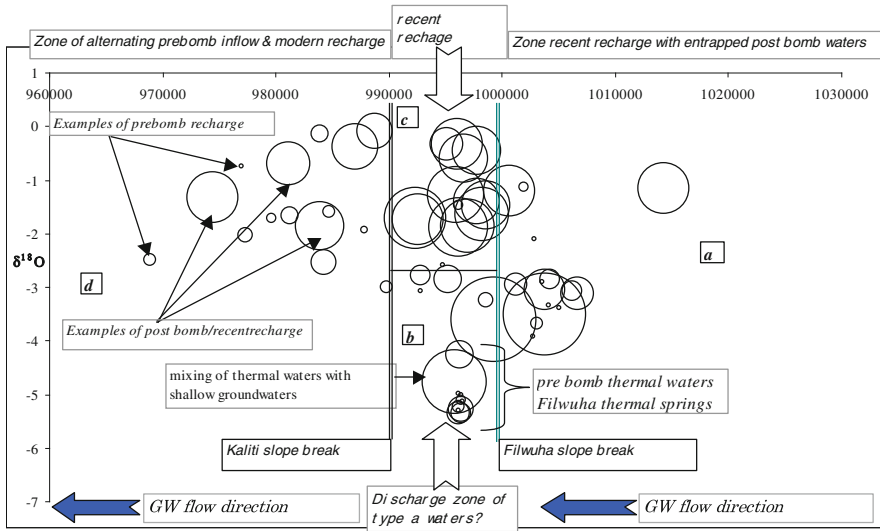 recent
rechage
Zone of alternating prebomb inflow & modern recharge
Zone recent recharge with entrapped post bomb waters
1
960000 970000 980000 990000 1000000 1010000 1020000 1030000
0
c
Examples of prebomb recharge
-1
-2
δ¹⁸O
a
d
-3
Examples of post bomb/recentrecharge
b
-4
mixing of thermal waters with
shallow groundwaters
pre bomb thermal waters
Filwuha thermal springs
-5
Kaliti slope break
Filwuha slope break
-6
-7
GW flow direction
Di scharge zone of
type a waters?
GW flow direction